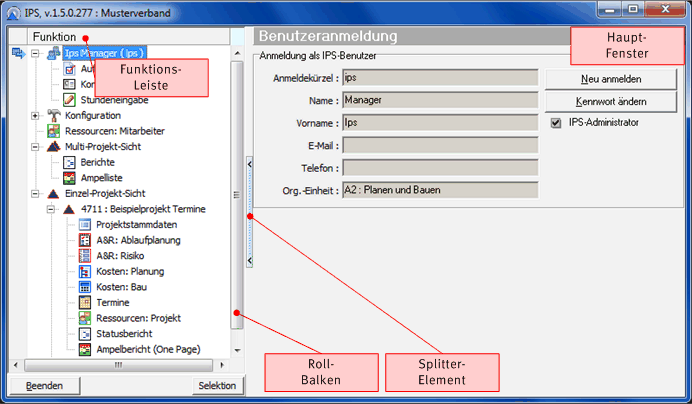 IPS, v.1.5.0.277 : Musterverband
Funktion
Ips Manager ( ips )
Auf
Kon
Stundeneingabe
Konfiguration
Ressourcen: Mitarbeiter
Multi-Projekt-Sicht
Berichte
Ampelliste
Einzel-Projekt-Sicht
4711 : Beispielprojekt Termine
Projektstammdaten
A&R: Ablaufplanung
A&R: Risiko
Kosten: Planung
Kosten: Bau
Termine
Ressourcen: Projekt
Statusbericht
Ampelbericht (One Page)
Beenden
Selektion
Funktions-
Leiste
Benutzeranmeldung
Anmeldung als IPS-Benutzer
Anmeldekürzel : ips
Name : Manager
Vorname : Ips
E-Mail :
Telefon :
Org.-Einheit : A2 : Planen und Bauen
Haupt-
Fenster
Neu anmelden
Kennwort ändern
IPS-Administrator
Roll-
Balken
Splitter-
Element